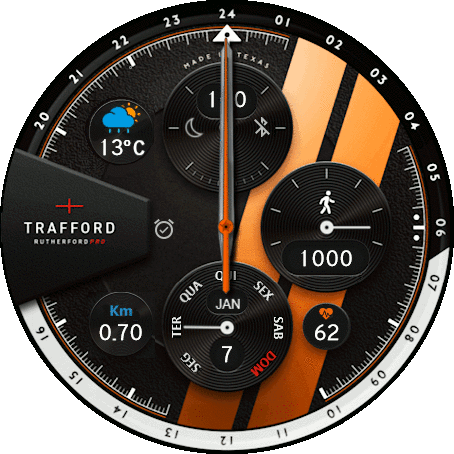 24
01
02
03
04
05
06
07
08
09
10
11
12
13
14
15
16
20
21
22
23
MADE IN TEXAS
100
13°C
TRAFFORD
RUTHERFORDPRO
1000
Km
0.70
62
SEG
TER
QUA
QUI
SEX
SAB
DOM
JAN
7